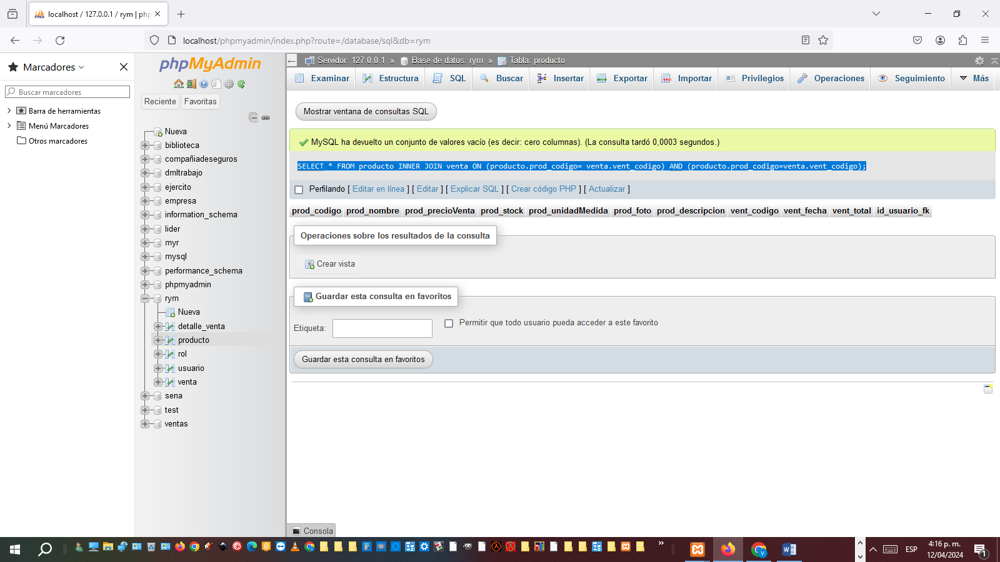 localhost / 127.0.0.1 / rym | php
localhost/phpmyadmin/index.php?route=/database/sql&db=rym
Marcadores
Buscar marcadores
Barra de herramientas
Menú Marcadores
Otros marcadores
phpMyAdmin
Reciente Favoritas
Nueva
biblioteca
compañiadeseguros
dmltrabajo
ejercito
empresa
information_schema
lider
myr
mysql
performance_schema
phpmyadmin
rym
Nueva
detalle_venta
producto
rol
usuario
venta
sena
test
ventas
Servidor: 127.0.0.1 » Base de datos: rym » Tabla: producto
Examinar Estructura SQL Buscar Insertar Exportar Importar Privilegios Operaciones Seguimiento Más
Mostrar ventana de consultas SQL
MySQL ha devuelto un conjunto de valores vacío (es decir: cero columnas). (La consulta tardó 0,0003 segundos.)
SELECT * FROM producto INNER JOIN venta ON (producto.prod_codigo= venta.vent_codigo) AND (producto.prod_codigo=venta.vent_codigo);
Perfilando [ Editar en línea ] [ Editar ] [ Explicar SQL ] [ Crear código PHP ] [ Actualizar ]
prod_codigo prod_nombre prod_precioVenta prod_stock prod_unidadMedida prod_foto prod_descripcion vent_codigo vent_fecha vent_total id_usuario_fk
Operaciones sobre los resultados de la consulta
Crear vista
Guardar esta consulta en favoritos
Etiqueta: Permitir que todo usuario pueda acceder a este favorito
Guardar esta consulta en favoritos
Consola
ESP
4:16 p. m.
12/04/2024
1